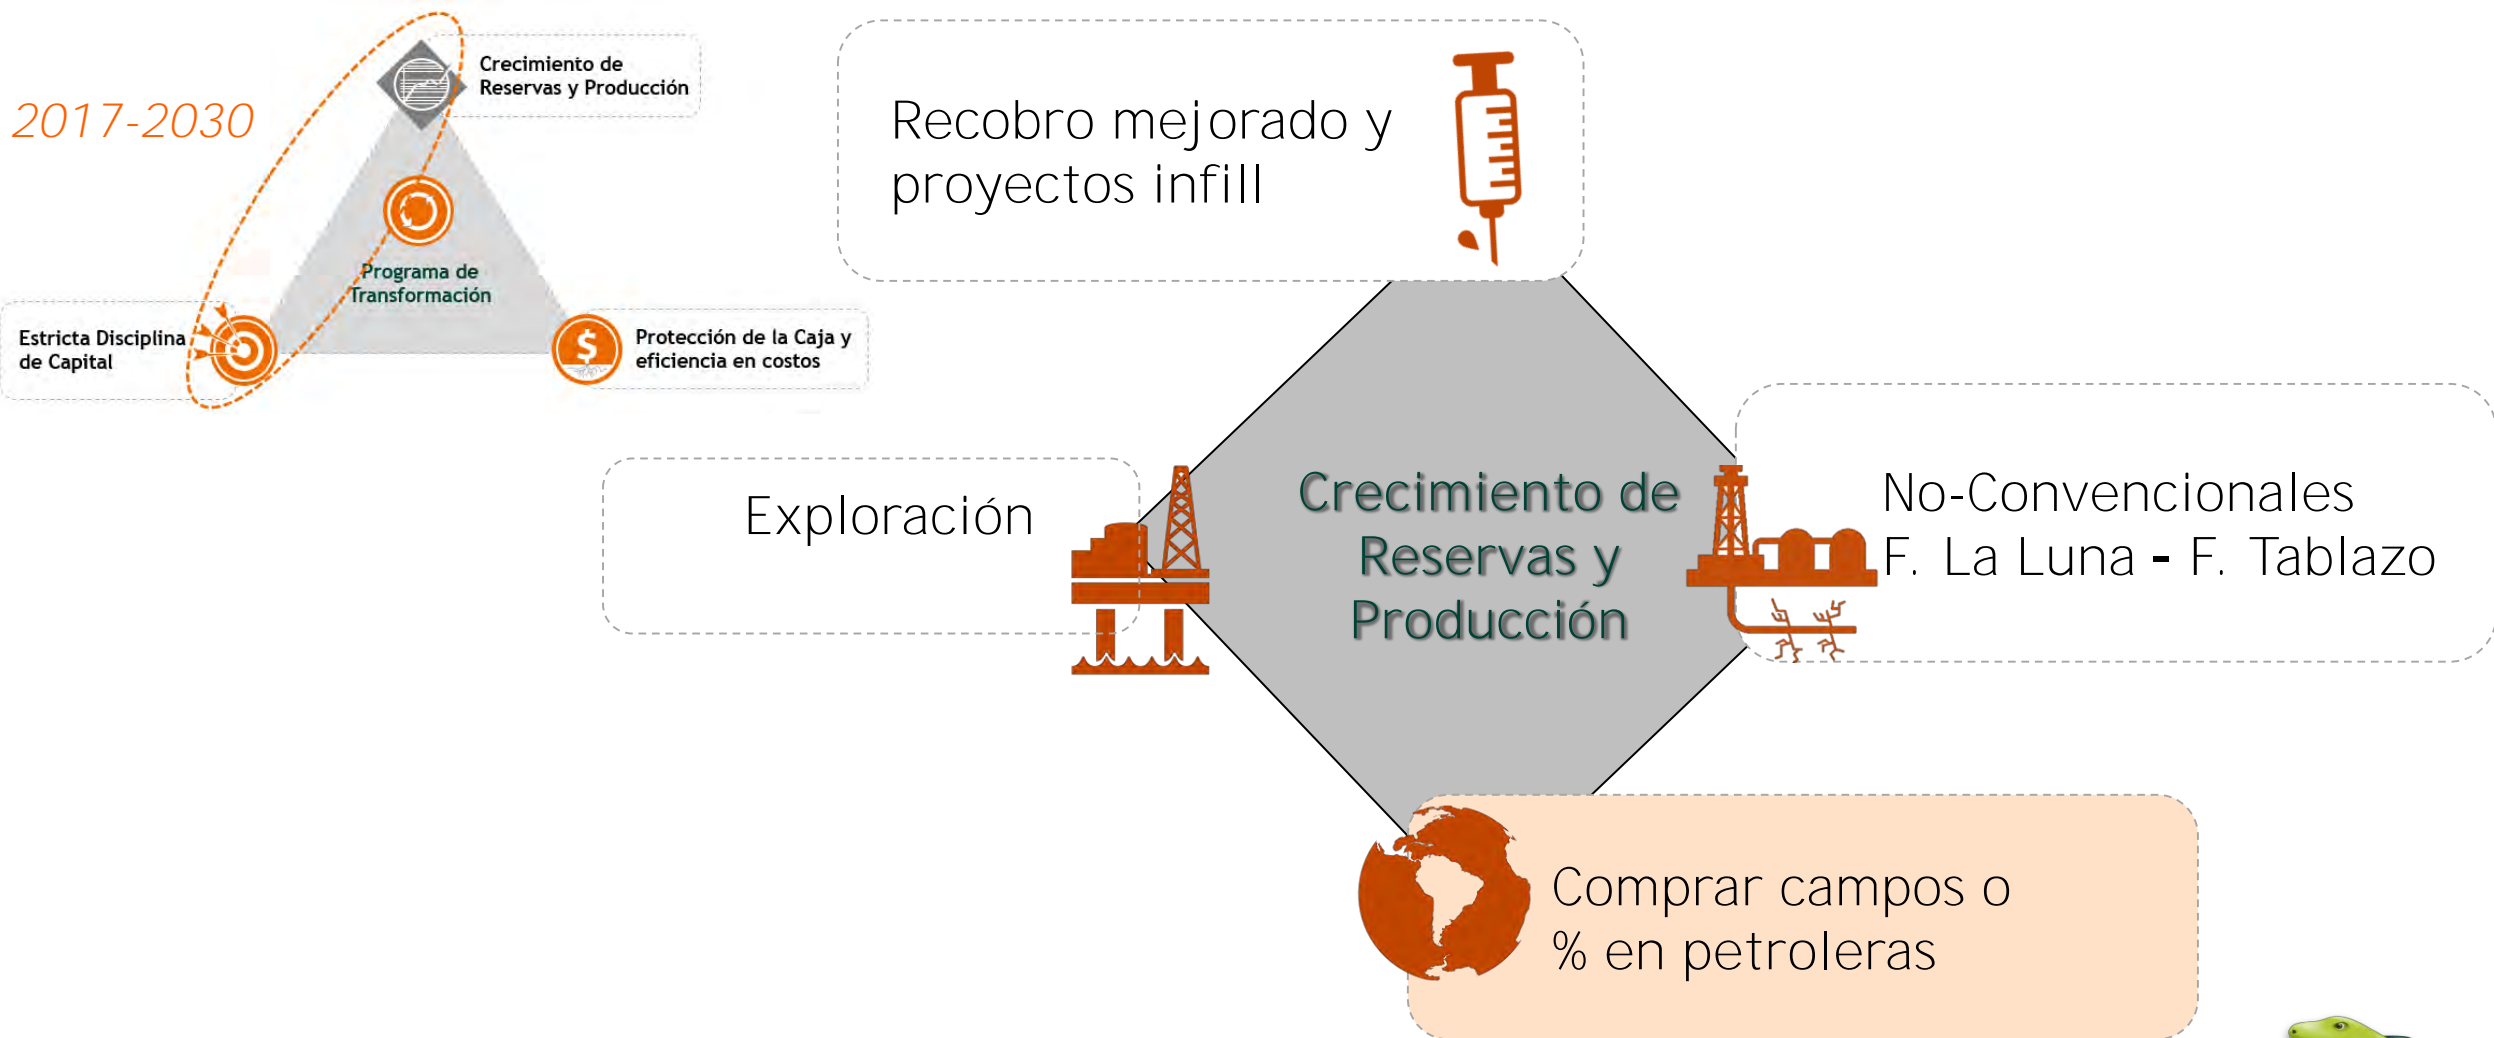 2017-2030
Crecimiento de
Reservas y Producción
Programa de
Transformación
Estricta Disciplina
de Capital
$
Protección de la Caja y
eficiencia en costos
Recobro mejorado y
proyectos infill
Exploración
Crecimiento de
Reservas y
Producción
No-Convencionales
F. La Luna - F. Tablazo
Comprar campos o
% en petroleras